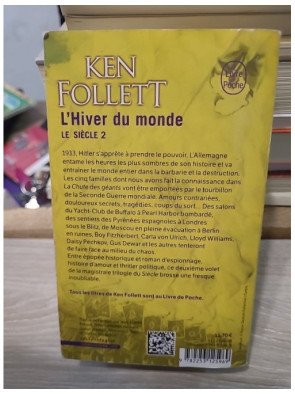 KEN
FOLLETT
Livre
de
Poche
L'Hiver du monde
LE SIÈCLE 2
1933, Hitler s'apprête à prendre le pouvoir. L'Allemagne
entame les heures les plus sombres de son histoire et va
entraîner le monde entier dans la barbarie et la destruction.
Les cinq familles dont nous avons fait la connaissance dans
La Chute des géants vont être emportées par le tourbillon
de la Seconde Guerre mondiale. Amours contrariées,
douloureux secrets, tragédies, coups du sort... Des salons
du Yacht-Club de Buffalo à Pearl Harbor bombardé,
des sentiers des Pyrénées espagnoles à Londres
sous le Blitz, de Moscou en pleine évacuation à Berlin
en ruines, Boy Fitzherbert, Carla von Ulrich, Lloyd Williams,
Daisy Pechkov, Gus Dewar et les autres tenteront
de faire face au milieu du chaos.
Entre épopée historique et roman d'espionnage,
histoire d'amour et thriller politique, ce deuxième volet
de la magistrale trilogie du Siècle brosse une fresque
inoubliable.
Tous les titres de Ken Follett sont au Livre de Poche.
9 782253 125969